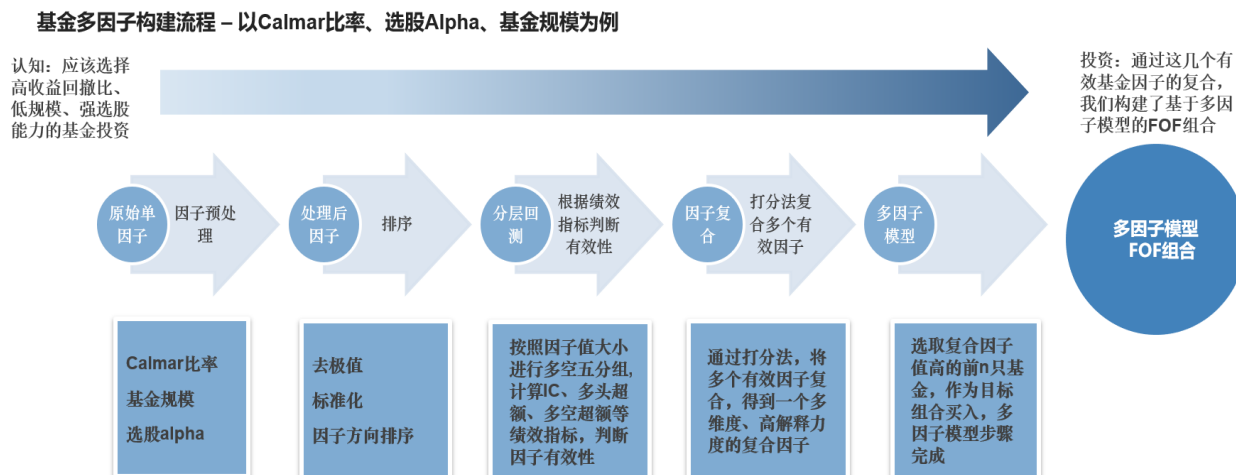 基金多因子构建流程 – 以Calmar比率、选股Alpha、基金规模为例
认知：应该选择
高收益回撤比、
低规模、强选股
能力的基金投资
投资：通过这几个有
效基金因子的复合，
我们构建了基于多因
子模型的FOF组合
原始单
因子
因子预处
理
处理后
因子
排序
分层回
测
根据绩效
指标判断
有效性
因子复
合
打分法复
合多个有
效因子
多因子
模型
多因子模型
FOF组合
Calmar比率
基金规模
选股alpha
去极值
标准化
因子方向排序
按照因子值大小
进行多空五分组,
计算IC、多头超
额、多空超额等
绩效指标，判断
因子有效性
通过打分法，将
多个有效因子复
合，得到一个多
维度、高解释力
度的复合因子
选取复合因子
值高的前n只基
金，作为目标
组合买入，多
因子模型步骤
完成